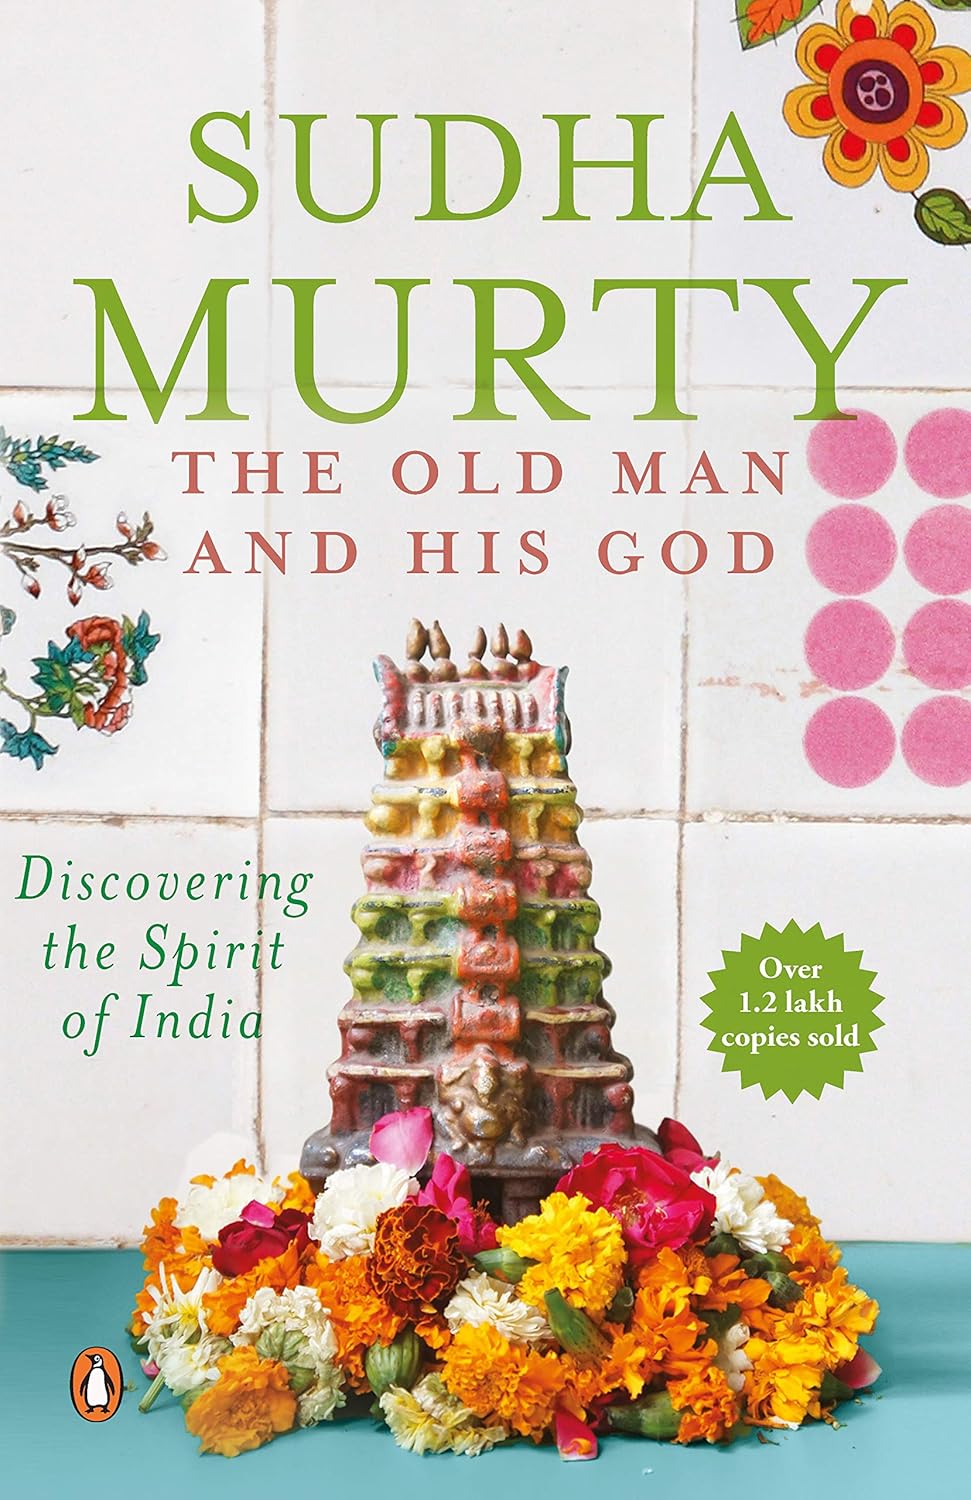 SUDHA
MURTY
THE OLD MAN
AND HIS GOD
Discovering
the Spirit
of India
Over
1.2 lakh
copies sold